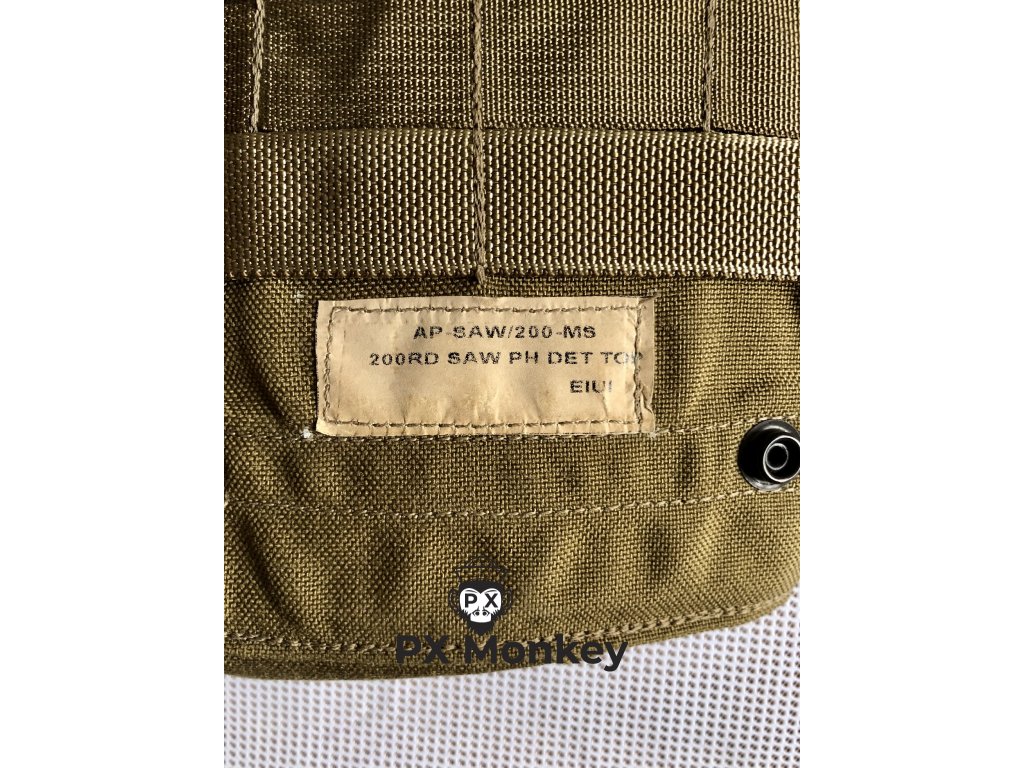 AP-SAW/200-MS
200RD SAW PH DET TOP
EIUI
PX
PX Monkey